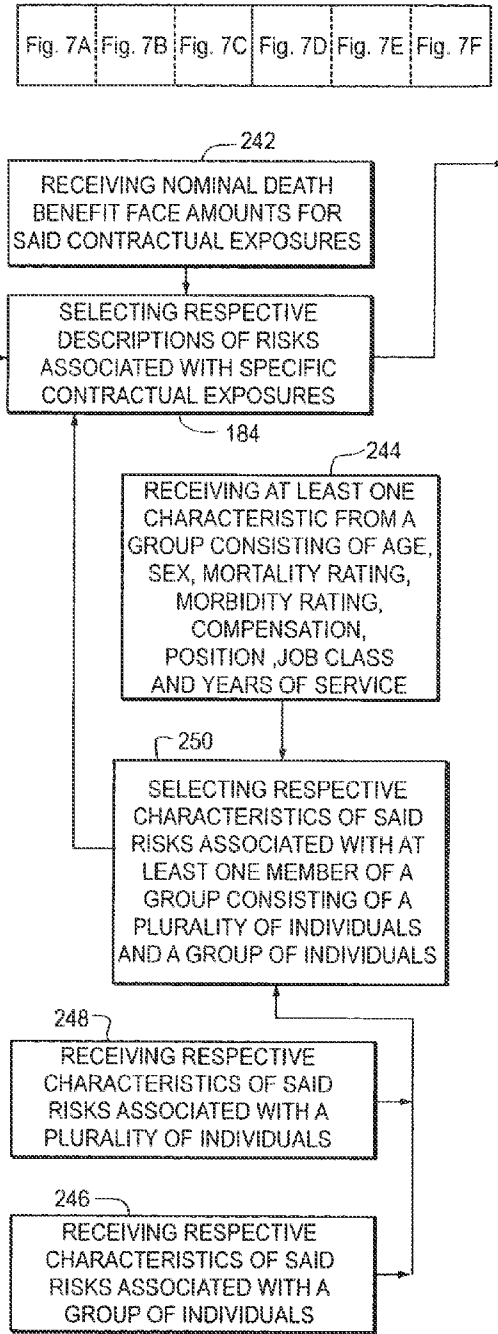 Fig. 7A Fig. 7B Fig. 7C Fig. 7D Fig. 7E Fig. 7F
242
RECEIVING NOMINAL DEATH
BENEFIT FACE AMOUNTS FOR
SAID CONTRACTUAL EXPOSURES
SELECTING RESPECTIVE
DESCRIPTIONS OF RISKS
ASSOCIATED WITH SPECIFIC
CONTRACTUAL EXPOSURES
184
244
RECEIVING AT LEAST ONE
CHARACTERISTIC FROM A
GROUP CONSISTING OF AGE,
SEX, MORTALITY RATING,
MORBIDITY RATING,
COMPENSATION,
POSITION ,JOB CLASS
AND YEARS OF SERVICE
250
SELECTING RESPECTIVE
CHARACTERISTICS OF SAID
RISKS ASSOCIATED WITH AT
LEAST ONE MEMBER OF A
GROUP CONSISTING OF A
PLURALITY OF INDIVIDUALS
AND A GROUP OF INDIVIDUALS
248
RECEIVING RESPECTIVE
CHARACTERISTICS OF SAID
RISKS ASSOCIATED WITH A
PLURALITY OF INDIVIDUALS
246
RECEIVING RESPECTIVE
CHARACTERISTICS OF SAID
RISKS ASSOCIATED WITH A
GROUP OF INDIVIDUALS